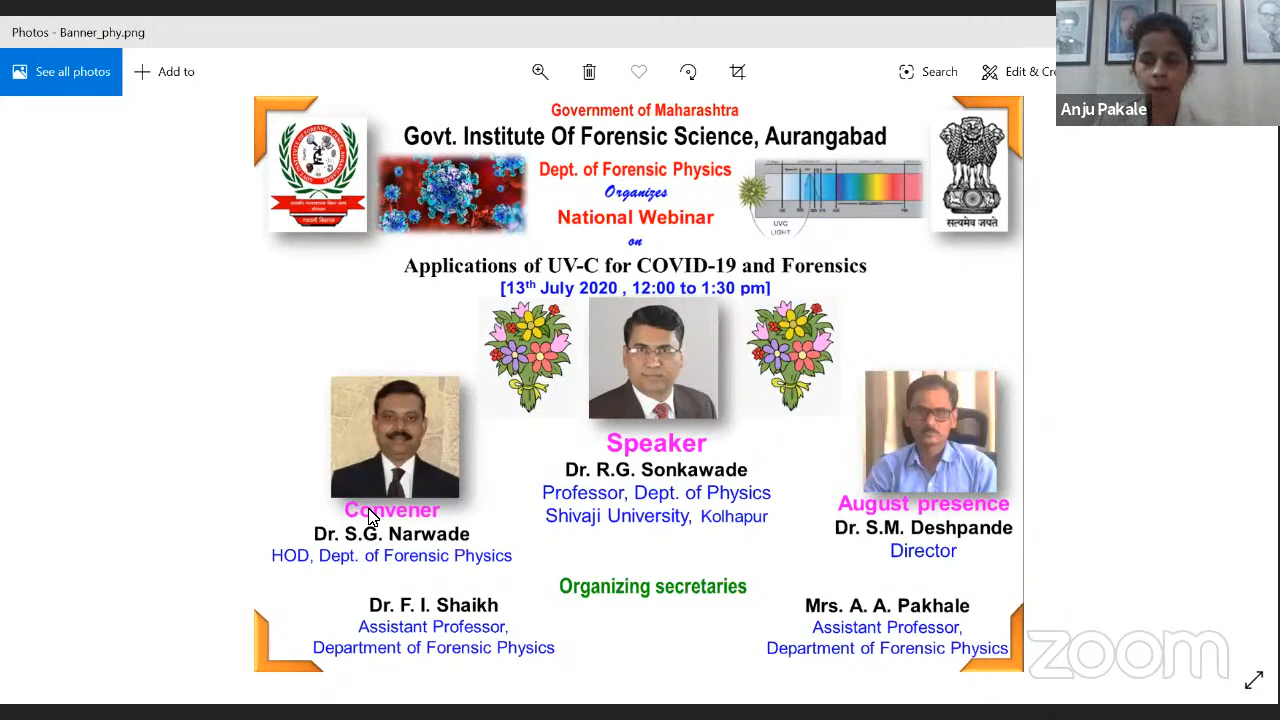 Photos - Banner_phy.png
See all photos
Add to
Search
Edit & Cre
Anju Pakale
Government of Maharashtra
Govt. Institute Of Forensic Science, Aurangabad
Dept. of Forensic Physics
Organizes
National Webinar
on
UVC
LIGHT
सत्यमेव जयते
Applications of UV-C for COVID-19 and Forensics
[13th July 2020 , 12:00 to 1:30 pm]
Speaker
Dr. R.G. Sonkawade
Professor, Dept. of Physics
Shivaji University, Kolhapur
Convener
Dr. S.G. Narwade
HOD, Dept. of Forensic Physics
August presence
Dr. S.M. Deshpande
Director
Organizing secretaries
Dr. F. I. Shaikh
Assistant Professor,
Department of Forensic Physics
Mrs. A. A. Pakhale
Assistant Professor,
Department of Forensic Physics
zoom